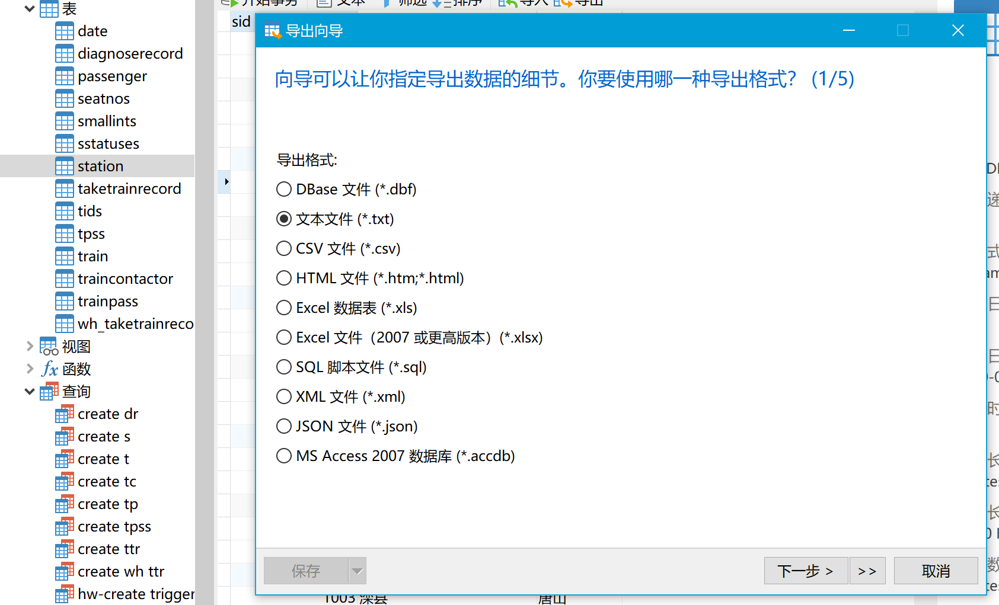 表
date
diagnoserecord
passenger
seatnos
smallints
sstatuses
station
taketrainrecord
tids
tpss
train
traincontactor
trainpass
wh_taketrainreco
视图
函数
查询
create dr
create s
create t
create tc
create tp
create tpss
create ttr
create wh ttr
hw-create trigger
开始事务
文本
筛选
排序
导入
导出
sid
导出向导
向导可以让你指定导出数据的细节。你要使用哪一种导出格式？ (1/5)
导出格式:
DBase 文件 (*.dbf)
文本文件 (*.txt)
CSV 文件 (*.csv)
HTML 文件 (*.htm;*.html)
Excel 数据表 (*.xls)
Excel 文件（2007 或更高版本）(*.xlsx)
SQL 脚本文件 (*.sql)
XML 文件 (*.xml)
JSON 文件 (*.json)
MS Access 2007 数据库 (*.accdb)
保存
下一步 >
>>
取消
1003 滦县
唐山